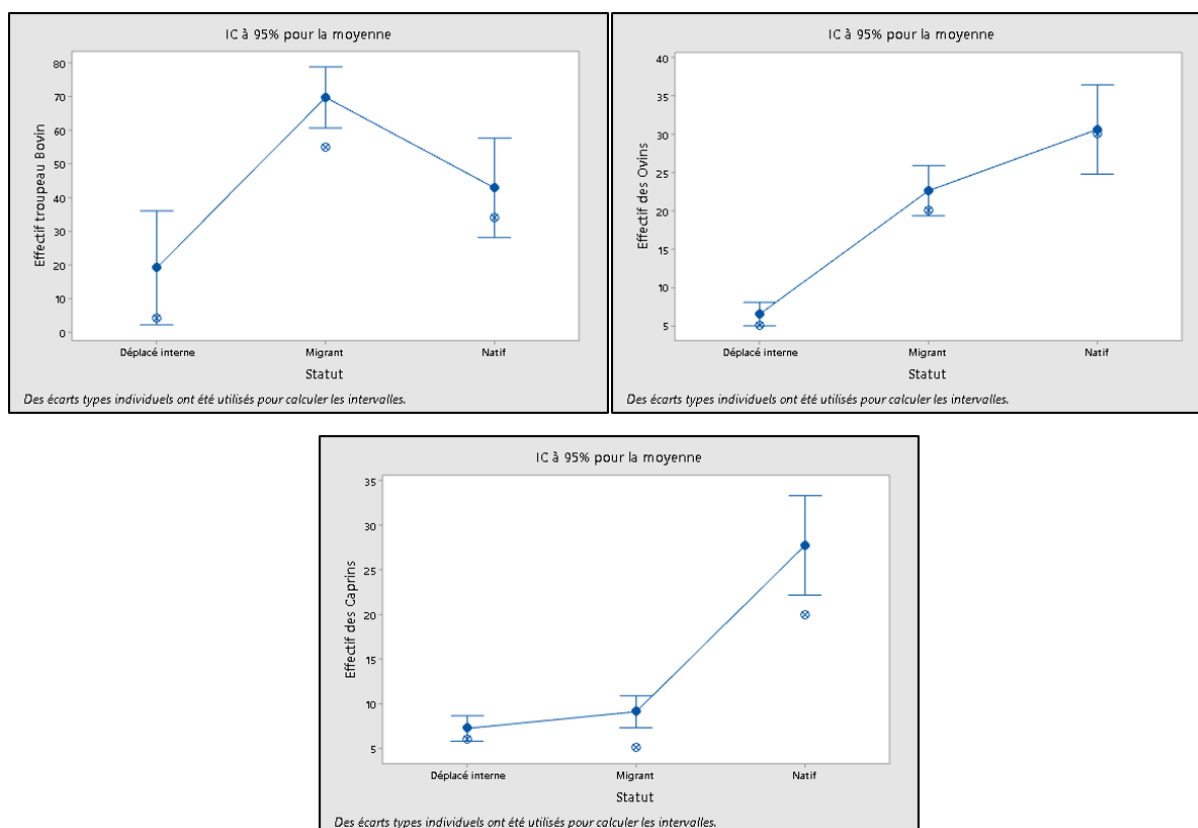 IC à 95% pour la moyenne
80
70
60
50
40
30
20
10
0
Effectif troupeau Bovin
Déplacé interne Migrant Natif
Statut
Des écarts types individuels ont été utilisés pour calculer les intervalles.
IC à 95% pour la moyenne
40
35
30
25
20
15
10
5
Effectif des Ovins
Déplacé interne Migrant Natif
Statut
Des écarts types individuels ont été utilisés pour calculer les intervalles.
IC à 95% pour la moyenne
35
30
25
20
15
10
5
Effectif des Caprins
Déplacé interne Migrant Natif
Statut
Des écarts types individuels ont été utilisés pour calculer les intervalles.